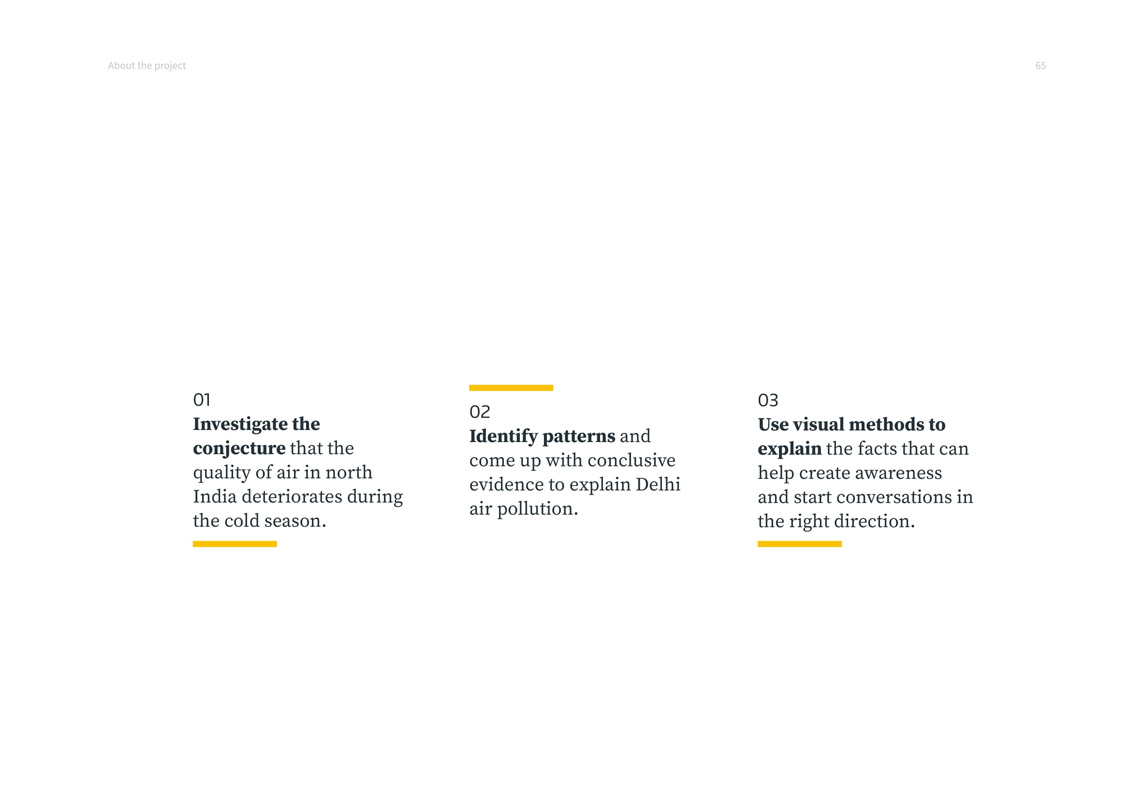 About the project
65
01
Investigate the
conjecture that the
quality of air in north
India deteriorates during
the cold season.
02
Identify patterns and
come up with conclusive
evidence to explain Delhi
air pollution.
03
Use visual methods to
explain the facts that can
help create awareness
and start conversations in
the right direction.